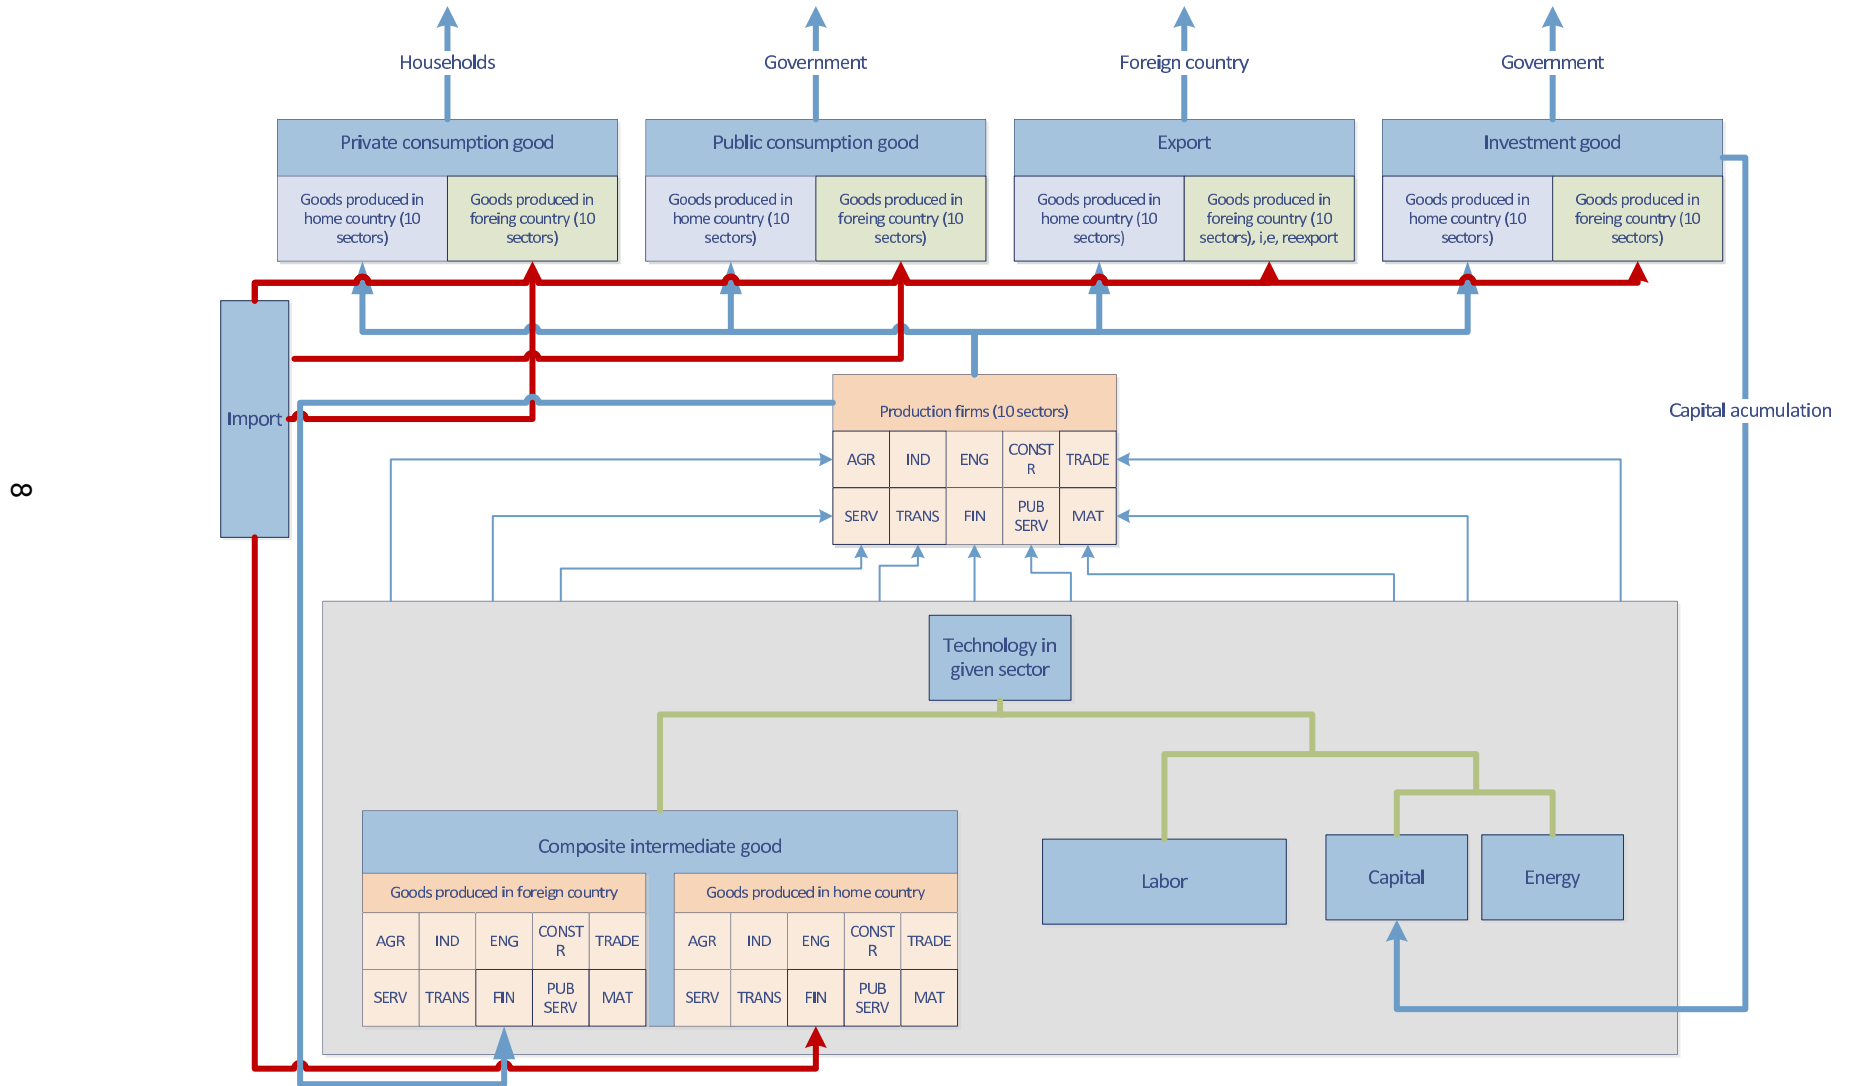 Households
Government
Foreign country
Government
Private consumption good
Public consumption good
Export
Investment good
Goods produced in
home country (10
sectors)
Goods produced in
foreing country (10
sectors)
Goods produced in
home country (10
sectors)
Goods produced in
foreing country (10
sectors)
Goods produced in
home country (10
sectors)
Goods produced in
foreing country (10
sectors), i,e, reexport
Goods produced in
home country (10
sectors)
Goods produced in
foreing country (10
sectors)
Import
Capital acumulation
Production firms (10 sectors)
AGR
IND
ENG
CONST
R
TRADE
SERV
TRANS
FIN
PUB
SERV
MAT
8
Technology in
given sector
Composite intermediate good
Goods produced in foreign country
AGR
IND
ENG
CONST
R
TRADE
SERV
TRANS
FIN
PUB
SERV
MAT
Goods produced in home country
AGR
IND
ENG
CONST
R
TRADE
SERV
TRANS
FIN
PUB
SERV
MAT
Labor
Capital
Energy